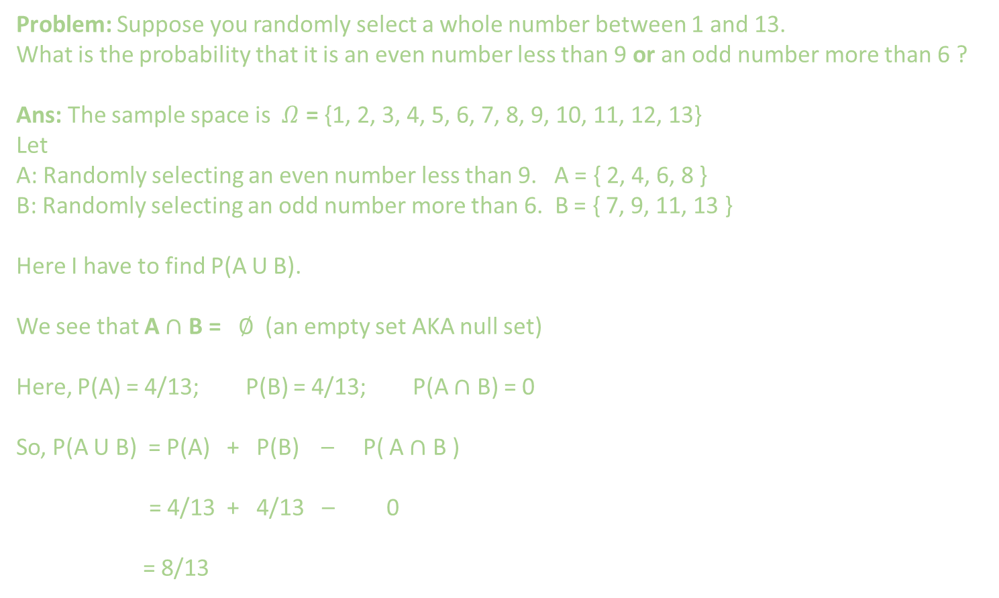 Problem: Suppose you randomly select a whole number between 1 and 13.
What is the probability that it is an even number less than 9 or an odd number more than 6 ?
Ans: The sample space is Ω = {1, 2, 3, 4, 5, 6, 7, 8, 9, 10, 11, 12, 13}
Let
A: Randomly selecting an even number less than 9. A = { 2, 4, 6, 8 }
B: Randomly selecting an odd number more than 6. B = { 7, 9, 11, 13 }
Here I have to find P(A U B).
We see that A ∩ B = ∅ (an empty set AKA null set)
Here, P(A) = 4/13; P(B) = 4/13; P(A ∩ B) = 0
So, P(A U B) = P(A) + P(B) – P( A ∩ B )
= 4/13 + 4/13 – 0
= 8/13